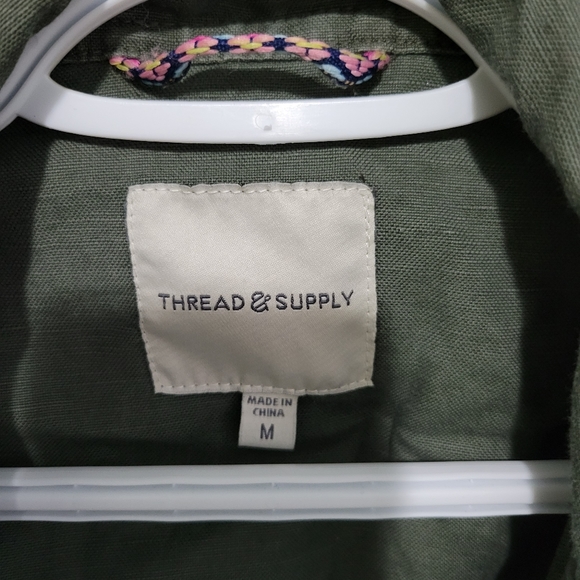 THREAD & SUPPLY
MADE IN
CHINA
M